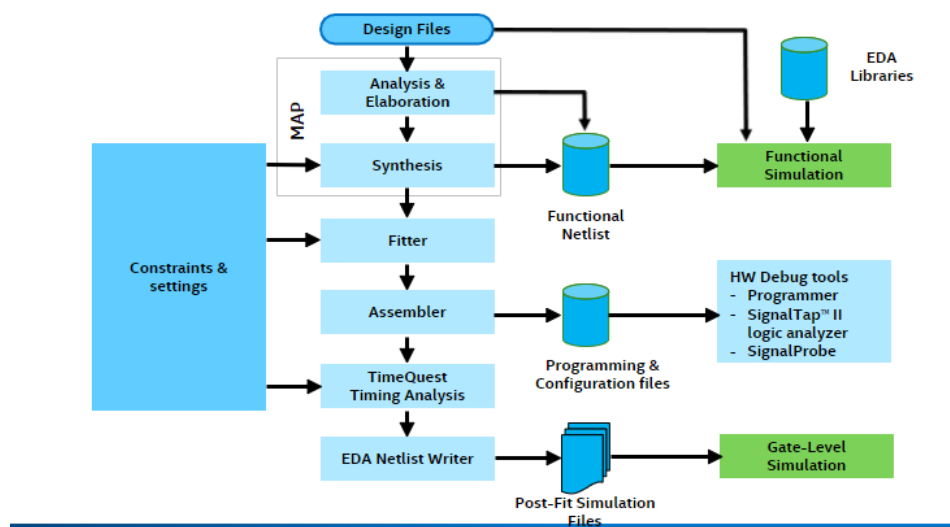 Design Files
MAP
Analysis &
Elaboration
Synthesis
Fitter
Assembler
TimeQuest
Timing Analysis
EDA Netlist Writer
Constraints &
settings
Functional
Netlist
EDA
Libraries
Functional
Simulation
Programming &
Configuration files
HW Debug tools
- Programmer
- SignalTap™ II
logic analyzer
- SignalProbe
Post-Fit Simulation
Files
Gate-Level
Simulation